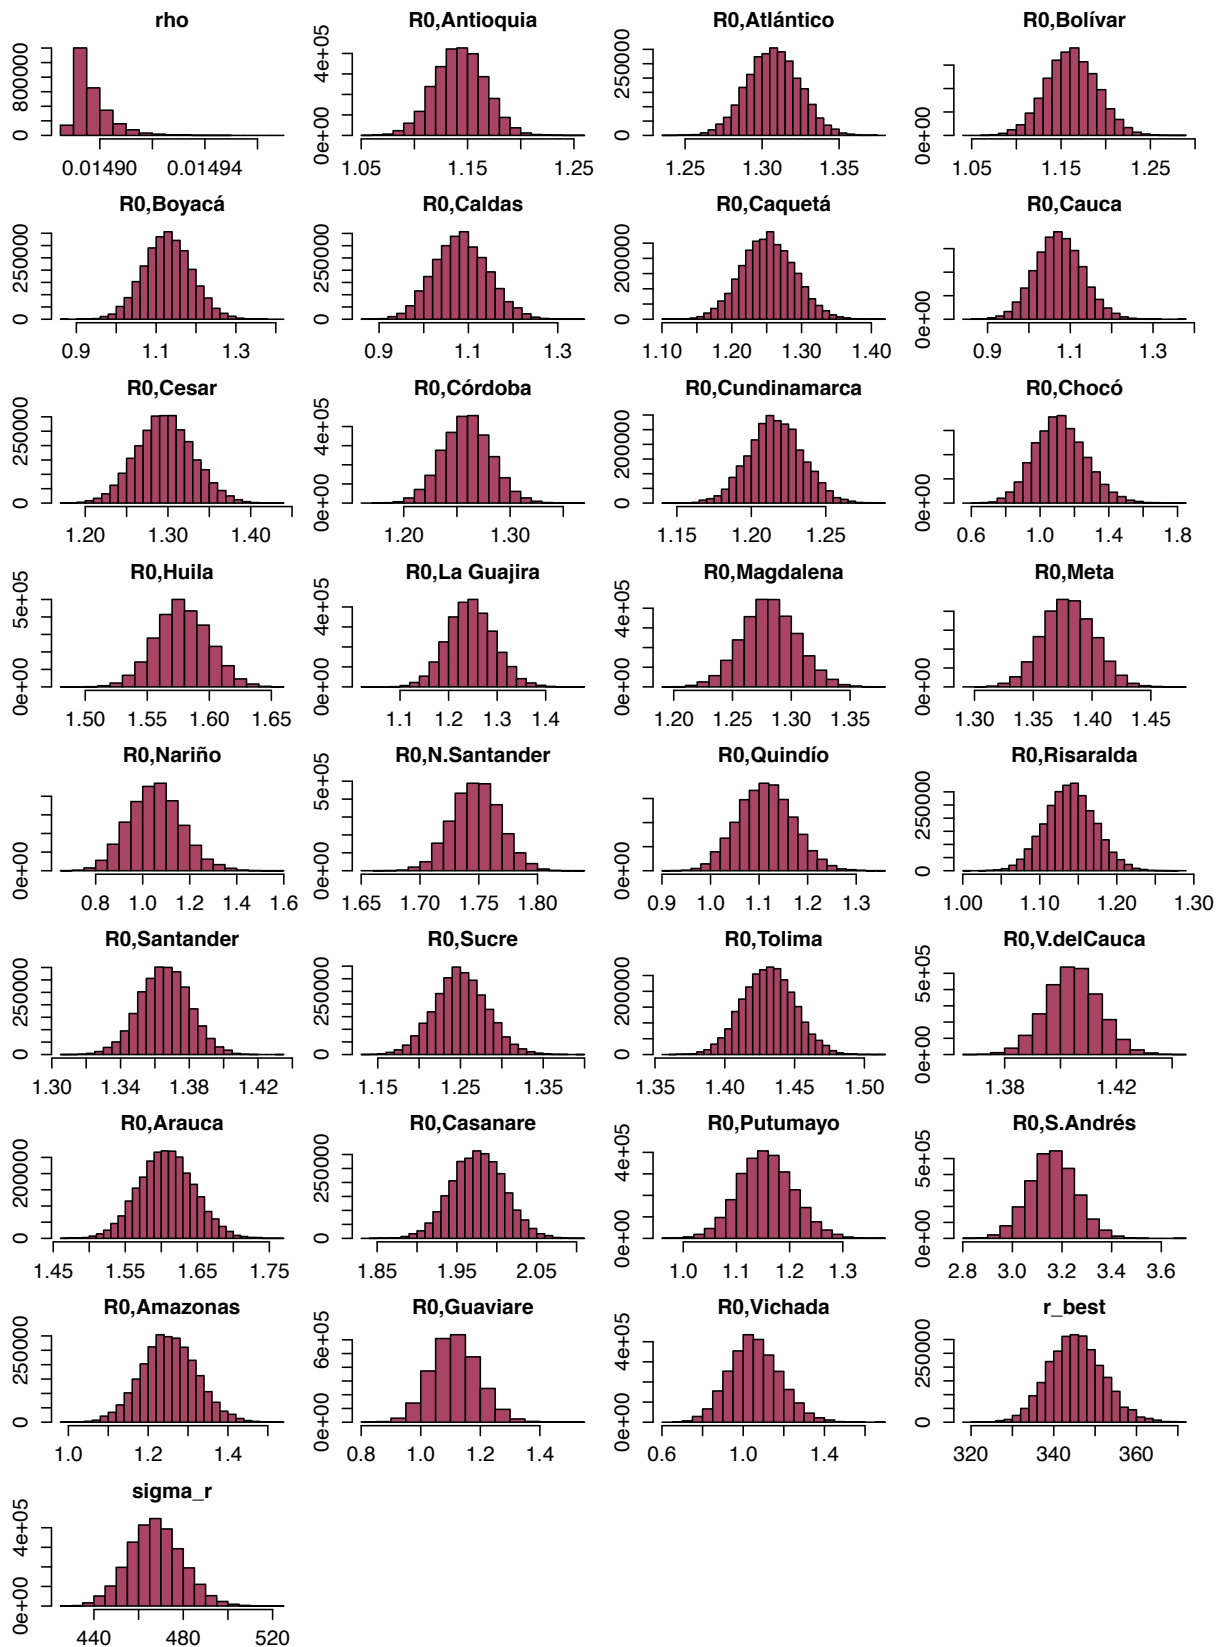 rho
R0,Antioquia
R0,Atlántico
R0,Bolívar
0 800000
0e+00 4e+05
0 250000
0e+00
0.01490 0.01494
1.05 1.15 1.25
1.25 1.30 1.35
1.05 1.15 1.25
R0,Boyacá
R0,Caldas
R0,Caquetá
R0,Cauca
0 250000
0 250000
0 200000
0e+00
0.9 1.1 1.3
0.9 1.1 1.3
1.10 1.20 1.30 1.40
0.9 1.1 1.3
R0,Cesar
R0,Córdoba
R0,Cundinamarca
R0,Chocó
0 250000
0e+00 4e+05
0 200000
0e+00
1.20 1.30 1.40
1.20 1.30
1.15 1.20 1.25
0.6 1.0 1.4 1.8
R0,Huila
R0,La Guajira
R0,Magdalena
R0,Meta
0e+00 5e+05
0e+00 4e+05
0e+00 4e+05
0e+00
1.50 1.55 1.60 1.65
1.1 1.2 1.3 1.4
1.20 1.25 1.30 1.35
1.30 1.35 1.40 1.45
R0,Nariño
R0,N.Santander
R0,Quindío
R0,Risaralda
0e+00
0e+00 5e+05
0e+00
0 250000
0.8 1.0 1.2 1.4 1.6
1.65 1.70 1.75 1.80
0.9 1.0 1.1 1.2 1.3
1.00 1.10 1.20 1.30
R0,Santander
R0,Sucre
R0,Tolima
R0,V.delCauca
0 250000
0 250000
0 200000
0e+00 5e+05
1.30 1.34 1.38 1.42
1.15 1.25 1.35
1.35 1.40 1.45 1.50
1.38 1.42
R0,Arauca
R0,Casanare
R0,Putumayo
R0,S.Andrés
0 200000
0 250000
0e+00 4e+05
0e+00 5e+05
1.45 1.55 1.65 1.75
1.85 1.95 2.05
1.0 1.1 1.2 1.3
2.8 3.0 3.2 3.4 3.6
R0,Amazonas
R0,Guaviare
R0,Vichada
r_best
0 250000
0e+00 6e+05
0e+00 4e+05
0 250000
1.0 1.2 1.4
0.8 1.0 1.2 1.4
0.6 1.0 1.4
320 340 360
sigma_r
0e+00 4e+05
440 480 520